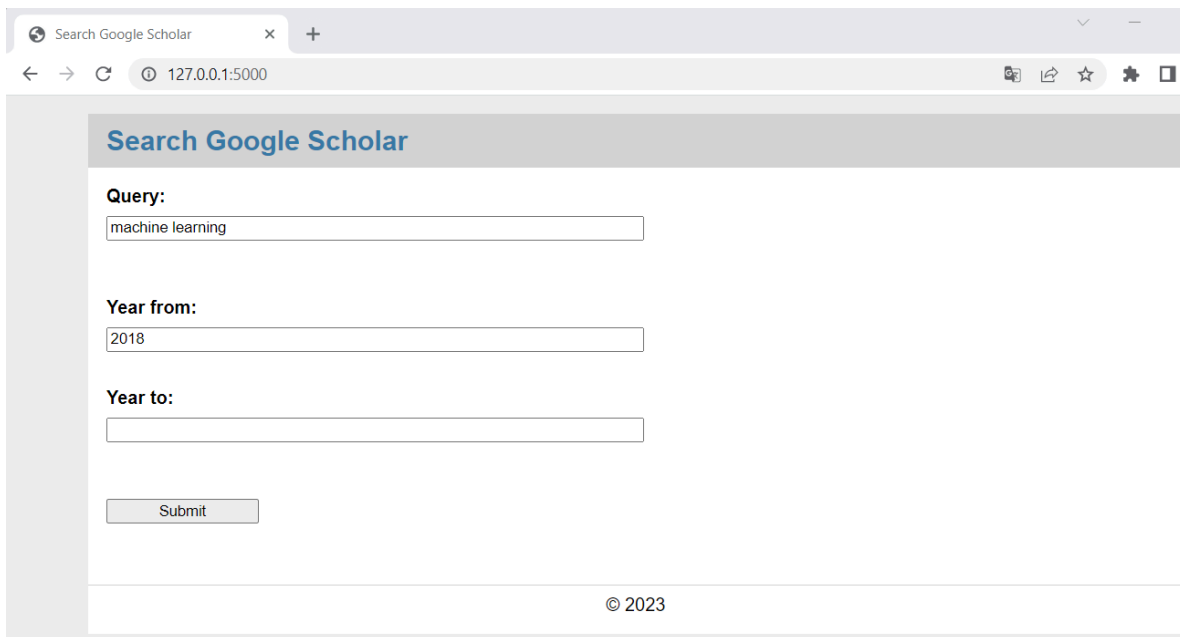 Search Google Scholar
127.0.0.1:5000
Search Google Scholar
Query:
machine learning
Year from:
2018
Year to:
Submit
© 2023